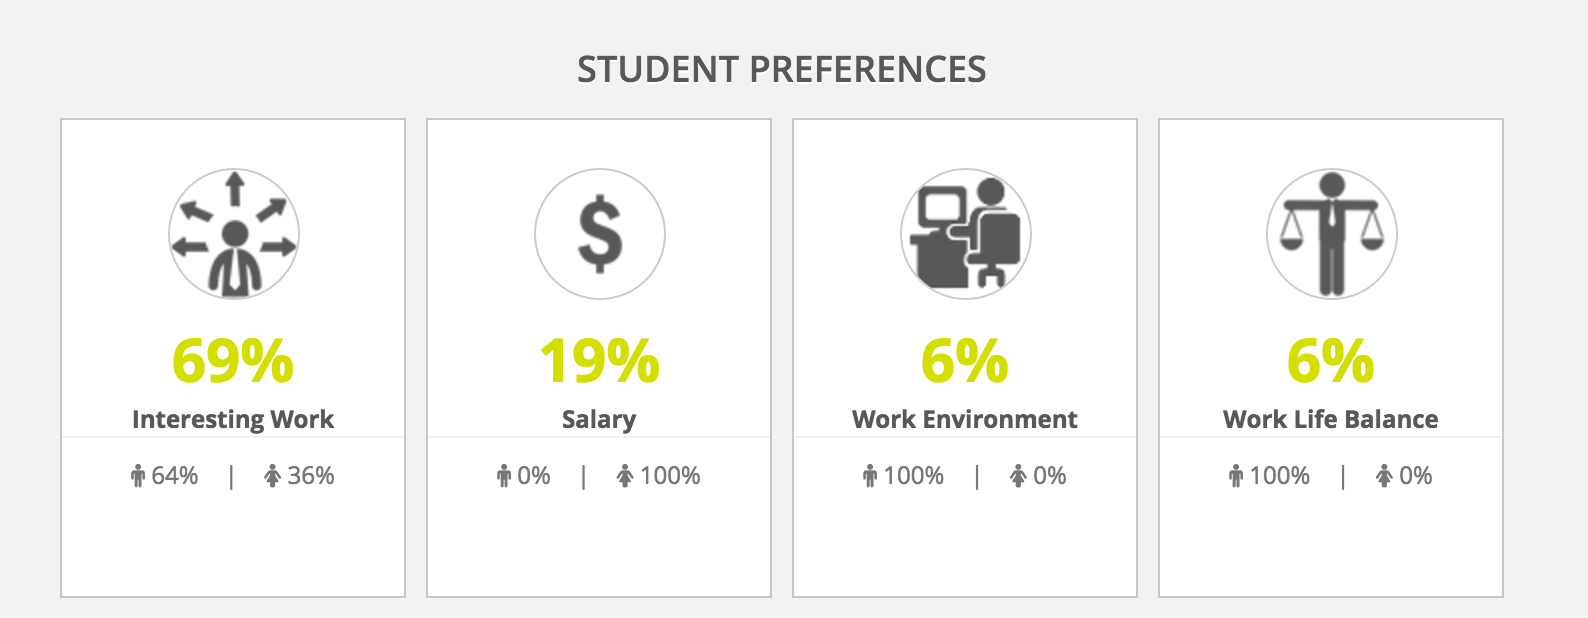 STUDENT PREFERENCES
69%
Interesting Work
64% | 36%
$
19%
Salary
0% | 100%
6%
Work Environment
100% | 0%
6%
Work Life Balance
100% | 0%